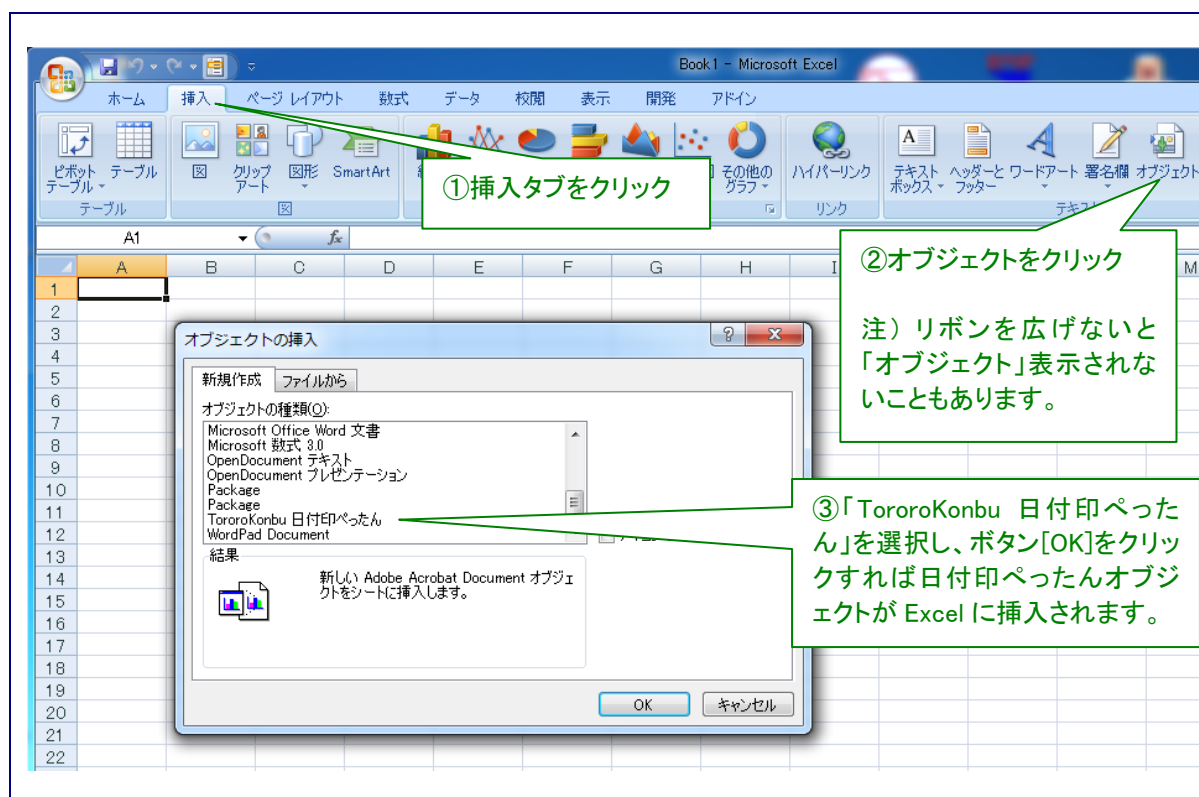 Book1 - Microsoft Excel
ホーム 挿入 ページ レイアウト 数式 データ 校閲 表示 開発 アドイン
ピボット テーブル 図 クリップ 図形 SmartArt その他の ハイパーリンク テキスト ヘッダーと ワードアート 署名欄 オブジェクト
テーブル アート グラフ ボックス フッター
テーブル 図 リンク
①挿入タブをクリック
A1 fx
A B C D E F G H I M
②オブジェクトをクリック
注) リボンを広げないと
「オブジェクト」表示されな
いこともあります。
1
2
3
4
5
6
7
8
9
10
11
12
13
14
15
16
17
18
19
20
21
22
オブジェクトの挿入
新規作成 ファイルから
オブジェクトの種類(O):
Microsoft Office Word 文書
Microsoft 数式 3.0
OpenDocument テキスト
OpenDocument プレゼンテーション
Package
Package
TororoKonbu 日付印ぺったん
WordPad Document
③「TororoKonbu 日付印ぺった
ん」を選択し、ボタン[OK]をクリッ
クすれば日付印ぺったんオブジ
ェクトが Excel に挿入されます。
結果
新しい Adobe Acrobat Document オブジェ
クトをシートに挿入します。
OK キャンセル